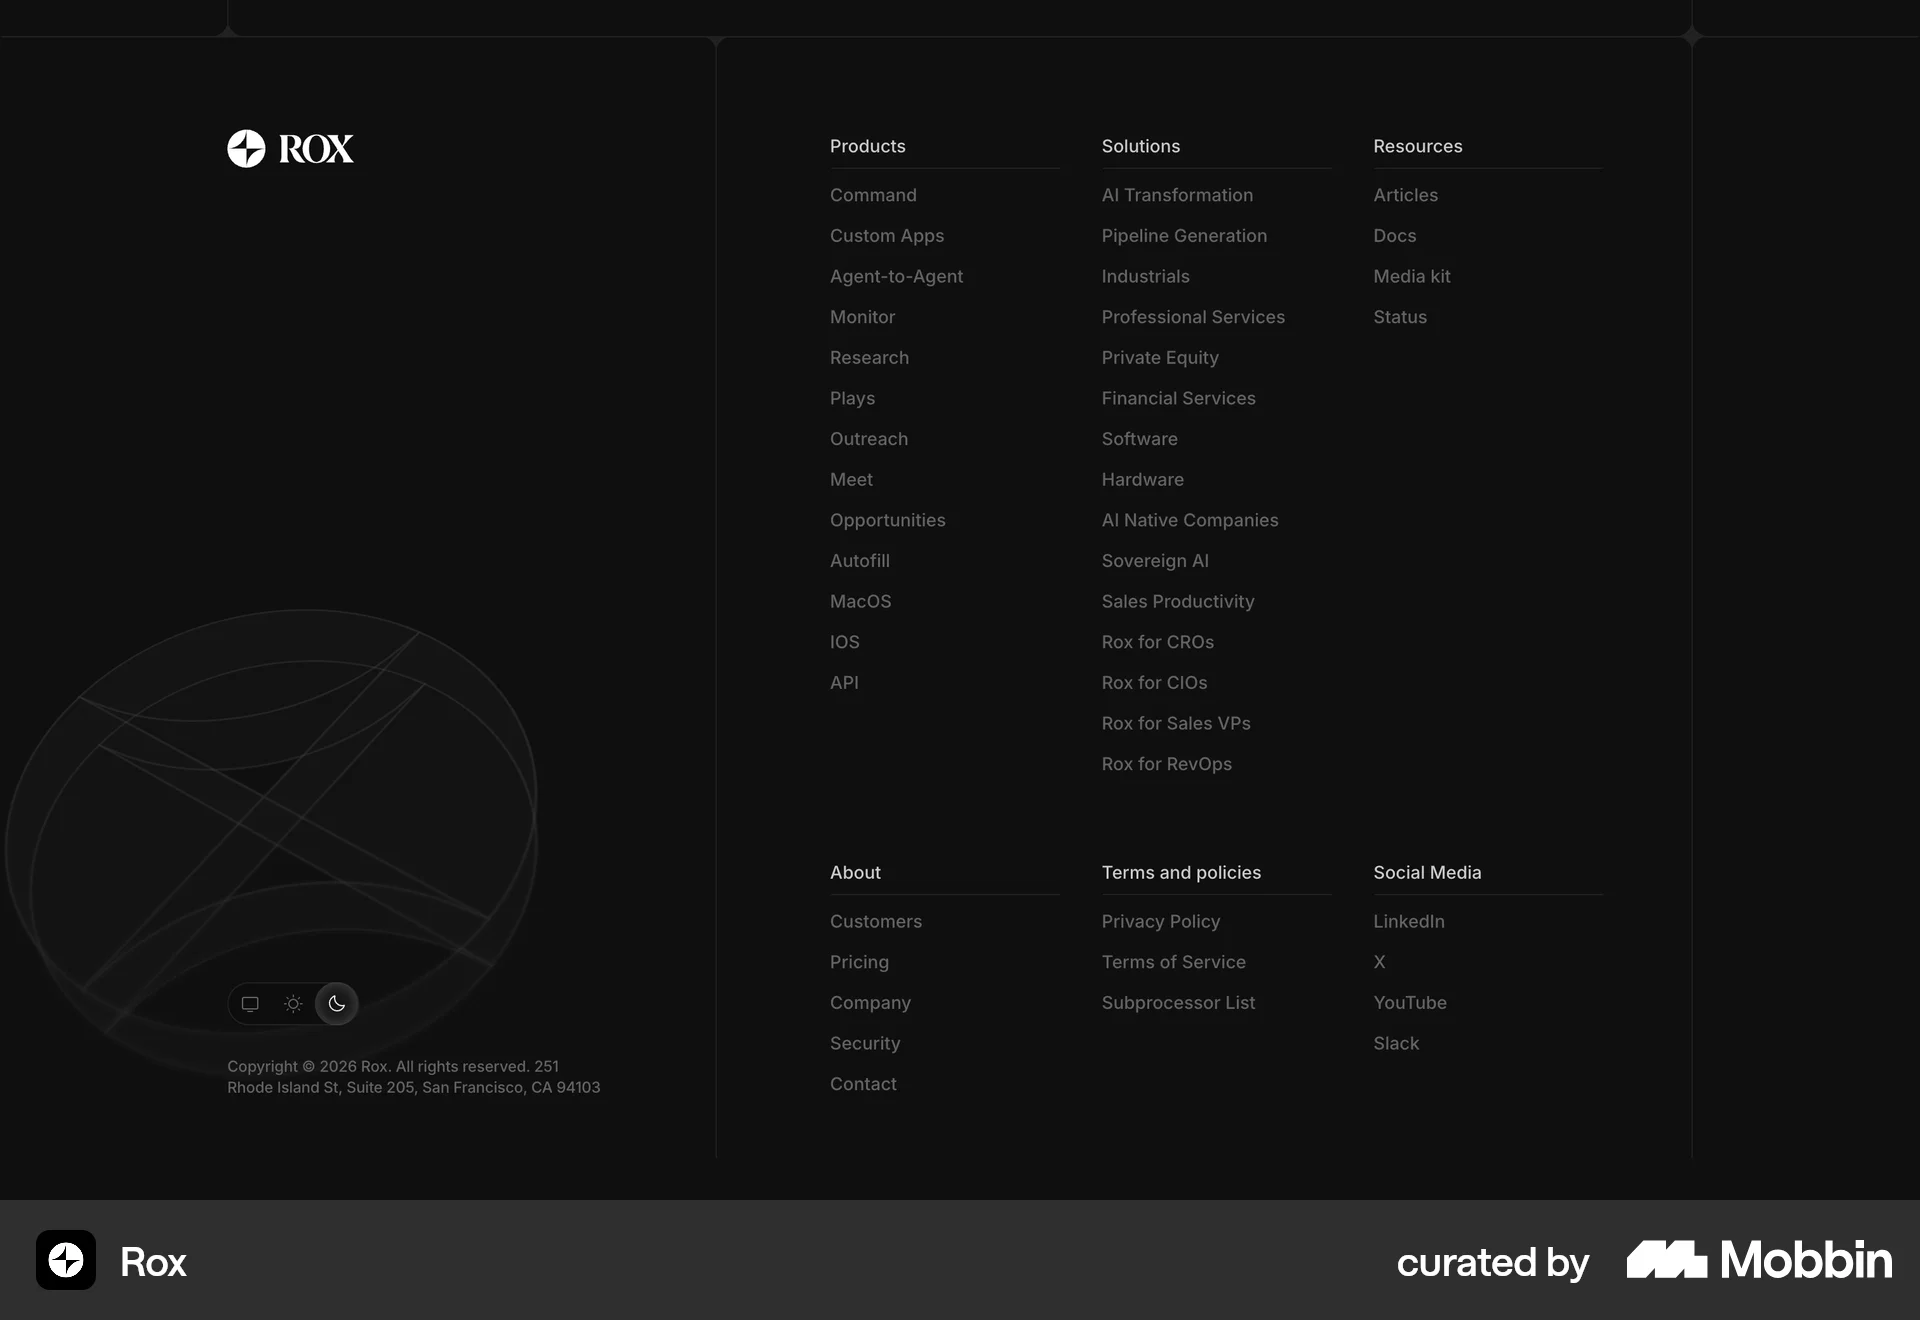 ROX
Products
Command
Custom Apps
Agent-to-Agent
Monitor
Research
Plays
Outreach
Meet
Opportunities
Autofill
MacOS
IOS
API
Solutions
AI Transformation
Pipeline Generation
Industrials
Professional Services
Private Equity
Financial Services
Software
Hardware
AI Native Companies
Sovereign AI
Sales Productivity
Rox for CROs
Rox for CIOs
Rox for Sales VPs
Rox for RevOps
Resources
Articles
Docs
Media kit
Status
About
Customers
Pricing
Company
Security
Contact
Terms and policies
Privacy Policy
Terms of Service
Subprocessor List
Social Media
LinkedIn
X
YouTube
Slack
Copyright © 2026 Rox. All rights reserved. 251
Rhode Island St, Suite 205, San Francisco, CA 94103
Rox
curated by Mobbin